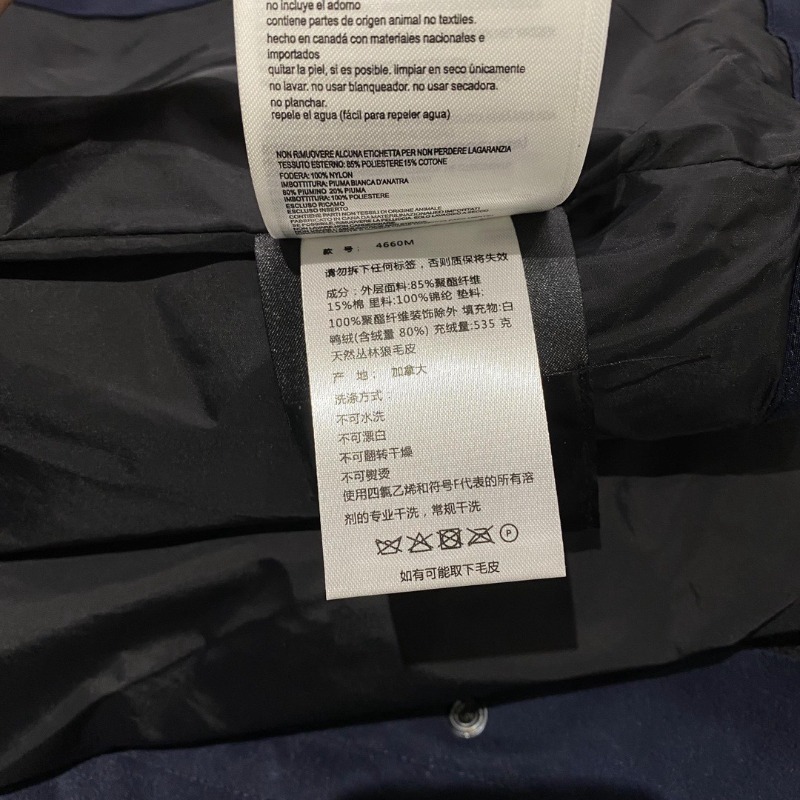 no incluye el adorno
contiene partes de origen animal no textiles.
hecho en canadá con materiales nacionales e
importados
quitar la piel, si es posible. limpiar en seco únicamente
no lavar. no usar blanqueador. no usar secadora.
no planchar.
repele el agua (fácil para repeler agua)
NON RIMUOVERE ALCUNA ETICHETTA PER NON PERDERE LAGARANZIA
TESSUTO ESTERNO: 85% POLIESTERE 15% COTONE
FODERA: 100% NYLON
IMBOTTITURA: PIUMA BIANCA D'ANATRA
80% PIUMINO 20% PIUMA
IMBOTTITURA: 100% POLIESTERE
ESCLUSO RICAMO
ESCLUSO INSERTO
CONTIENE PARTI NON TESSILI DI ORIGINE ANIMALE
款 号： 4660M
请勿拆下任何标签，否则质保将失效
成分：外层面料:85%聚酯纤维
15%棉 里料:100%锦纶 垫料:
100%聚酯纤维装饰除外 填充物:白
鸭绒(含绒量 80%) 充绒量:535 克
天然丛林狼毛皮
产 地： 加拿大
洗涤方式：
不可水洗
不可漂白
不可翻转干燥
不可熨烫
使用四氯乙烯和符号F代表的所有溶
剂的专业干洗，常规干洗
P
如有可能取下毛皮